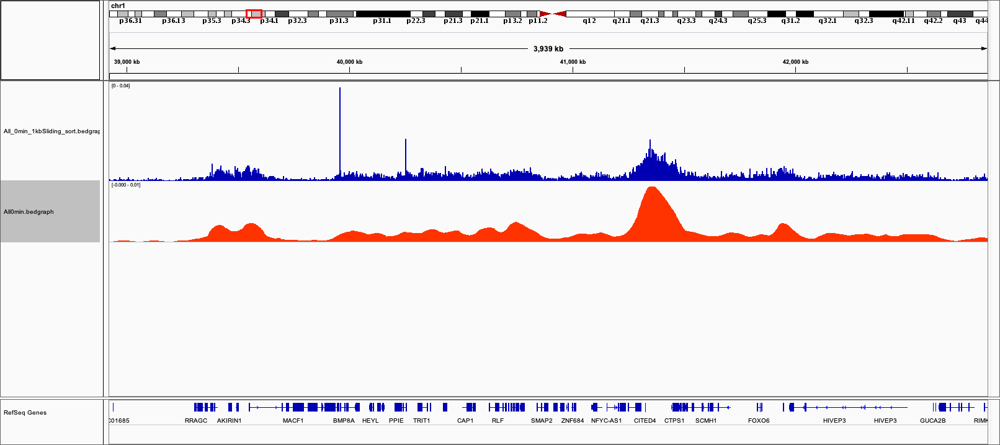 chr1
p36.31 p36.13 p35.3 p34.3 p34.1 p32.3 p31.3 p31.1 p22.3 p21.3 p21.1 p13.2 p11.2 q12 q21.1 q21.3 q23.3 q24.3 q25.3 q31.2 q32.1 q32.3 q42.11 q42.2 q43 q44
3,939 kb
39,000 kb 40,000 kb 41,000 kb 42,000 kb
[0 - 0.04]
All_0min_1kbSliding_sort.bedgrap
[-0.000 - 0.01]
All0min.bedgraph
RefSeq Genes
C01685 RRAGC AKIRIN1 MACF1 BMP8A HEYL PPIE TRIT1 CAP1 RLF SMAP2 ZNF684 NFYC-AS1 CITED4 CTPS1 SCMH1 FOXO6 HIVEP3 HIVEP3 GUCA2B RIMK